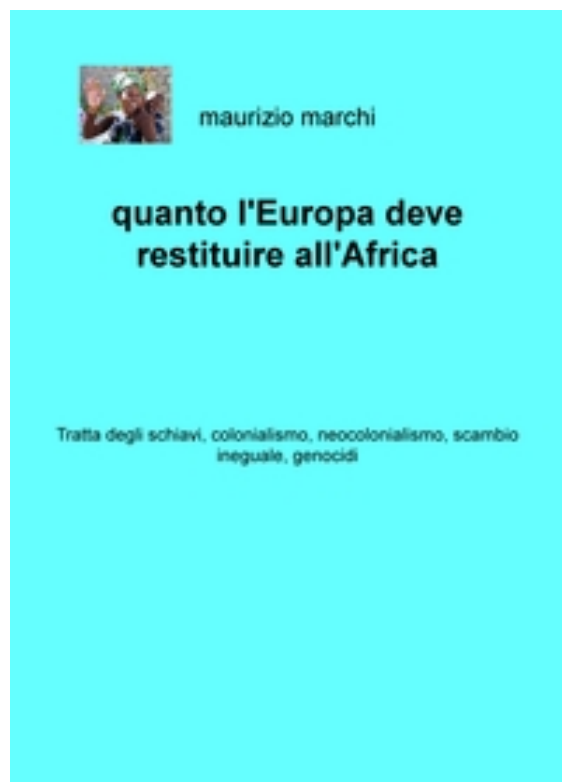 maurizio marchi
quanto l'Europa deve
restituire all'Africa
Tratta degli schiavi, colonialismo, neocolonialismo, scambio
ineguale, genocidi